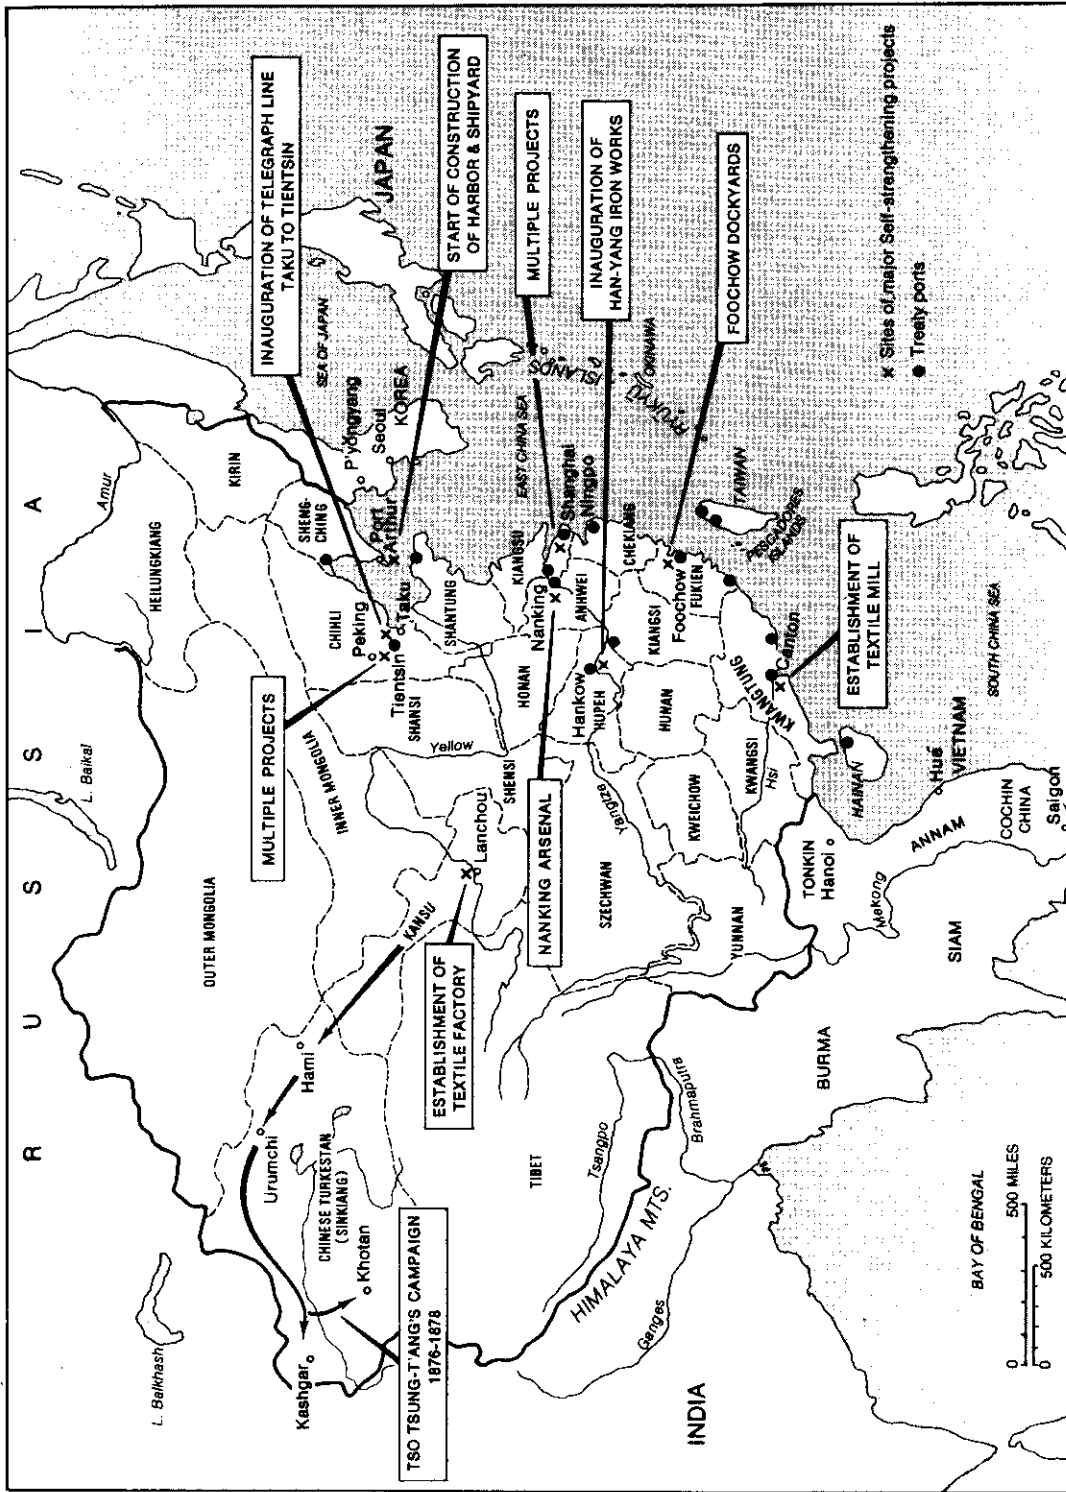 R U S S I A
L. Balkhash
L. Baikal
Amur
HEILUNGKIANG
KIRIN
SHENG-
CHING
OUTER MONGOLIA
INNER MONGOLIA
Urumchi
Hami
KANSU
Kashgar
CHINESE TURKESTAN
(SINKIANG)
Khotan
TSO TSUNG-T'ANG'S CAMPAIGN
1876-1878
ESTABLISHMENT OF
TEXTILE FACTORY
Lanchou
MULTIPLE PROJECTS
INAUGURATION OF TELEGRAPH LINE
TAKU TO TIENTSIN
START OF CONSTRUCTION
OF HARBOR & SHIPYARD
MULTIPLE PROJECTS
INAUGURATION OF
HAN-YANG IRON WORKS
FOOCHOW DOCKYARDS
SEA OF JAPAN
JAPAN
P'yongyang
Seoul
KOREA
Port
Arthur
CHIHLI
Peking
Taku
Tientsin
SHANSI
SHANTUNG
Yellow
SHENSI
HONAN
KIANGSU
Nanking
ANHWEI
EAST CHINA SEA
Shanghai
Ningpo
CHEKIANG
RYUKYU
ISLANDS
OKINAWA
NANKING ARSENAL
Hankow
HUPEH
Yangtze
SZECHWAN
HUNAN
KIANGSI
Foochow
FUKIEN
TAIWAN
PESCADORES
ISLANDS
KWEICHOW
KWANGSI
Hsi
KWANGTUNG
Canton
ESTABLISHMENT OF
TEXTILE MILL
YUNNAN
TIBET
Tsangpo
Brahmaputra
HIMALAYA MTS.
Ganges
INDIA
BURMA
BAY OF BENGAL
SIAM
Mekong
TONKIN
Hanoi
HAINAN
ANNAM
Hué
VIETNAM
COCHIN
CHINA
Saigon
SOUTH CHINA SEA
× Sites of major Self-strengthening projects
● Treaty ports
0 500 MILES
0 500 KILOMETERS